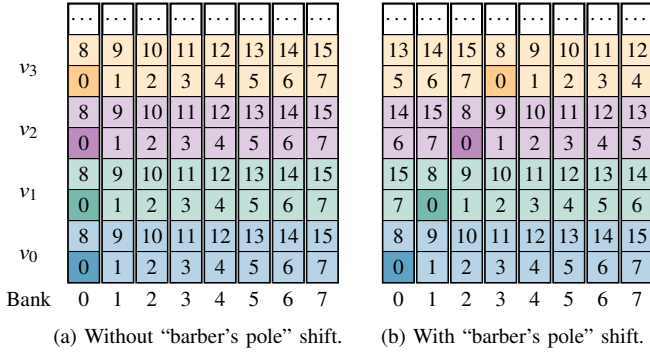 ... ... ... ... ... ... ... ... ... ... ... ... ... ... ... ...
8 9 10 11 12 13 14 15 13 14 15 8 9 10 11 12
v3
0 1 2 3 4 5 6 7 5 6 7 0 1 2 3 4
8 9 10 11 12 13 14 15 14 15 8 9 10 11 12 13
v2
0 1 2 3 4 5 6 7 6 7 0 1 2 3 4 5
8 9 10 11 12 13 14 15 15 8 9 10 11 12 13 14
v1
0 1 2 3 4 5 6 7 7 0 1 2 3 4 5 6
8 9 10 11 12 13 14 15 8 9 10 11 12 13 14 15
v0
0 1 2 3 4 5 6 7 0 1 2 3 4 5 6 7
Bank 0 1 2 3 4 5 6 7 0 1 2 3 4 5 6 7
(a) Without “barber’s pole” shift. (b) With “barber’s pole” shift.